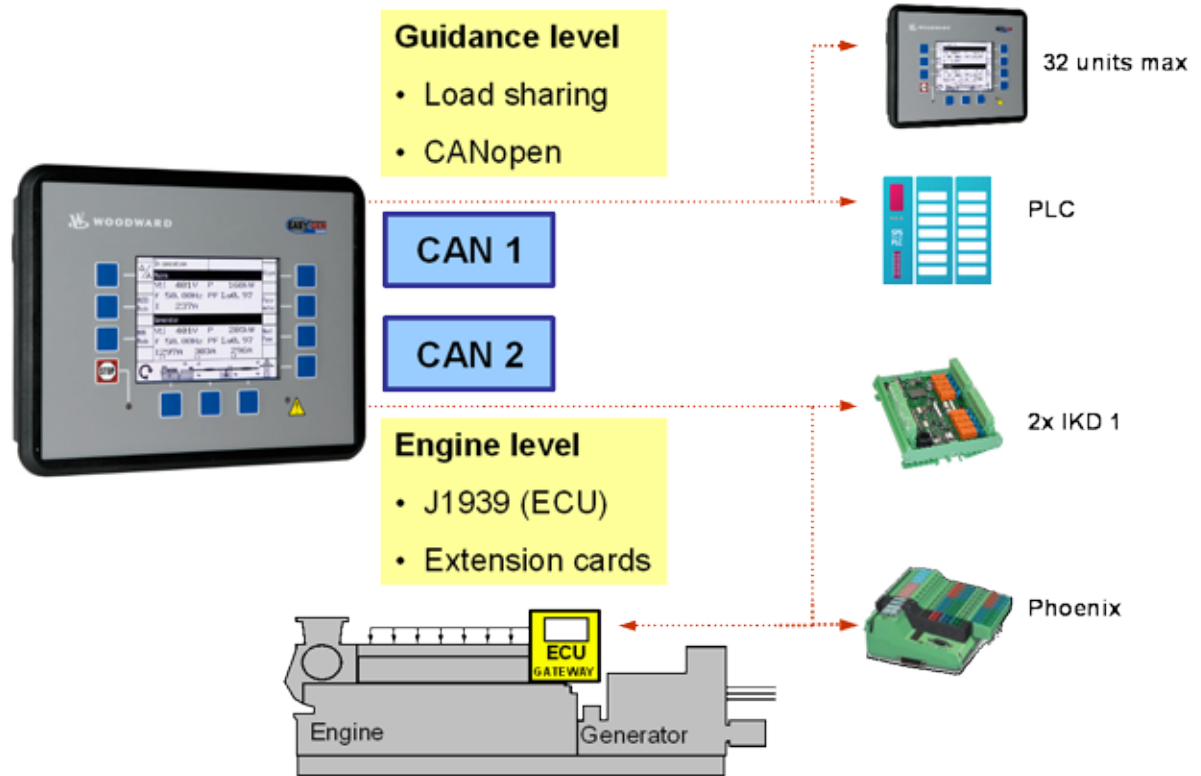 Guidance level
• Load sharing
• CANopen
32 units max
WOODWARD
PLC
CAN 1
CAN 2
STOP
2x IKD 1
Engine level
• J1939 (ECU)
• Extension cards
Phoenix
ECU
GATEWAY
Engine
Generator